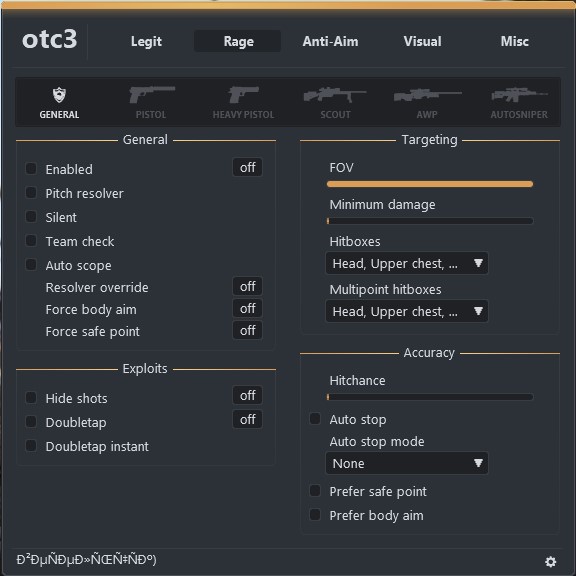 otc3 Legit Rage Anti-Aim Visual Misc
GENERAL PISTOL HEAVY PISTOL SCOUT AWP AUTOSNIPER
General
Enabled off
Pitch resolver
Silent
Team check
Auto scope
Resolver override off
Force body aim off
Force safe point off
Exploits
Hide shots off
Doubletap off
Doubletap instant
Targeting
FOV
Minimum damage
Hitboxes
Head, Upper chest, ...
Multipoint hitboxes
Head, Upper chest, ...
Accuracy
Hitchance
Auto stop
Auto stop mode
None
Prefer safe point
Prefer body aim
Ð²ÐµÑÐµÐ»ÑŒÑ‡ÑÐº)